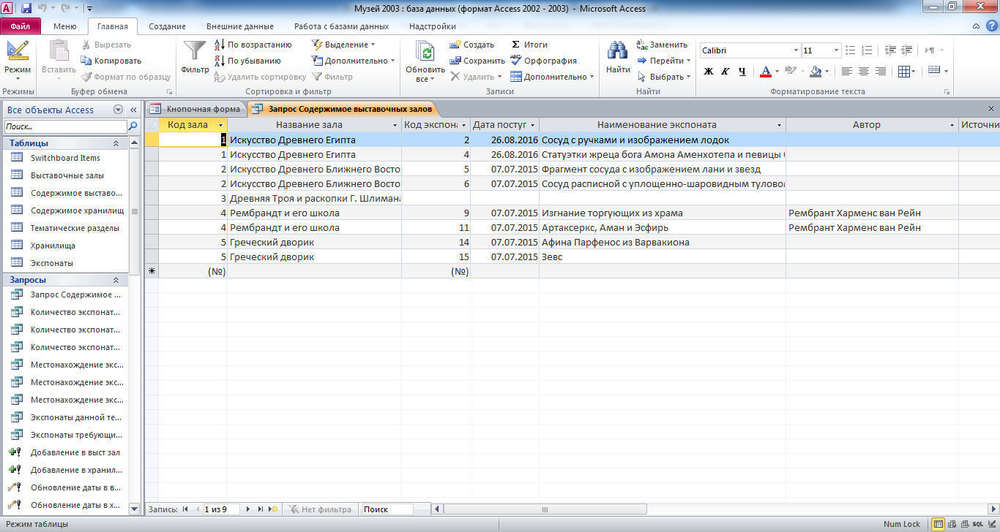 Музей 2003 : база данных (формат Access 2002 - 2003) - Microsoft Access
Файл Меню Главная Создание Внешние данные Работа с базами данных Надстройки
Режим
Режимы
Вставить
Вырезать
Копировать
Формат по образцу
Буфер обмена
Фильтр
По возрастанию
По убыванию
Удалить сортировку
Выделение
Дополнительно
Фильтр
Сортировка и фильтр
Обновить
все
Создать
Сохранить
Удалить
Итоги
Орфография
Дополнительно
Записи
Найти
Заменить
Перейти
Выбрать
Найти
Calibri 11
Ж К Ч
Форматирование текста
Все объекты Access
Поиск...
Таблицы
Switchboard Items
Выставочные залы
Содержимое выставо...
Содержимое хранилищ
Тематические разделы
Хранилища
Экспонаты
Запросы
Запрос Содержимое ...
Количество экспонат...
Количество экспонат...
Количество экспонат...
Местонахождение экс...
Местонахождение экс...
Местонахождение экс...
Экспонаты данной те...
Экспонаты требующи...
Добавление в выст зал
Добавление в хранил...
Обновление даты в в...
Обновление даты в х...
Кнопочная форма Запрос Содержимое выставочных залов
Код зала Название зала Код экспона Дата постуг Наименование экспоната Автор Источни
1 Искусство Древнего Египта 2 26.08.2016 Сосуд с ручками и изображением лодок
1 Искусство Древнего Египта 4 26.08.2016 Статуэтки жреца бога Амона Аменхотепа и певицы
2 Искусство Древнего Ближнего Восто 5 07.07.2015 Фрагмент сосуда с изображением лани и звезд
2 Искусство Древнего Ближнего Восто 6 07.07.2015 Сосуд расписной с уплощенно-шаровидным тулово
3 Древняя Троя и раскопки Г. Шлимана
4 Рембрандт и его школа 9 07.07.2015 Изгнание торгующих из храма Рембрант Харменс ван Рейн
4 Рембрандт и его школа 11 07.07.2015 Артаксеркс, Аман и Эсфирь Рембрант Харменс ван Рейн
5 Греческий дворик 14 07.07.2015 Афина Парфенос из Варвакиона
5 Греческий дворик 15 07.07.2015 Зевс
(№) (№)
Запись: 1 из 9 Нет фильтра Поиск
Режим таблицы Num Lock SQL